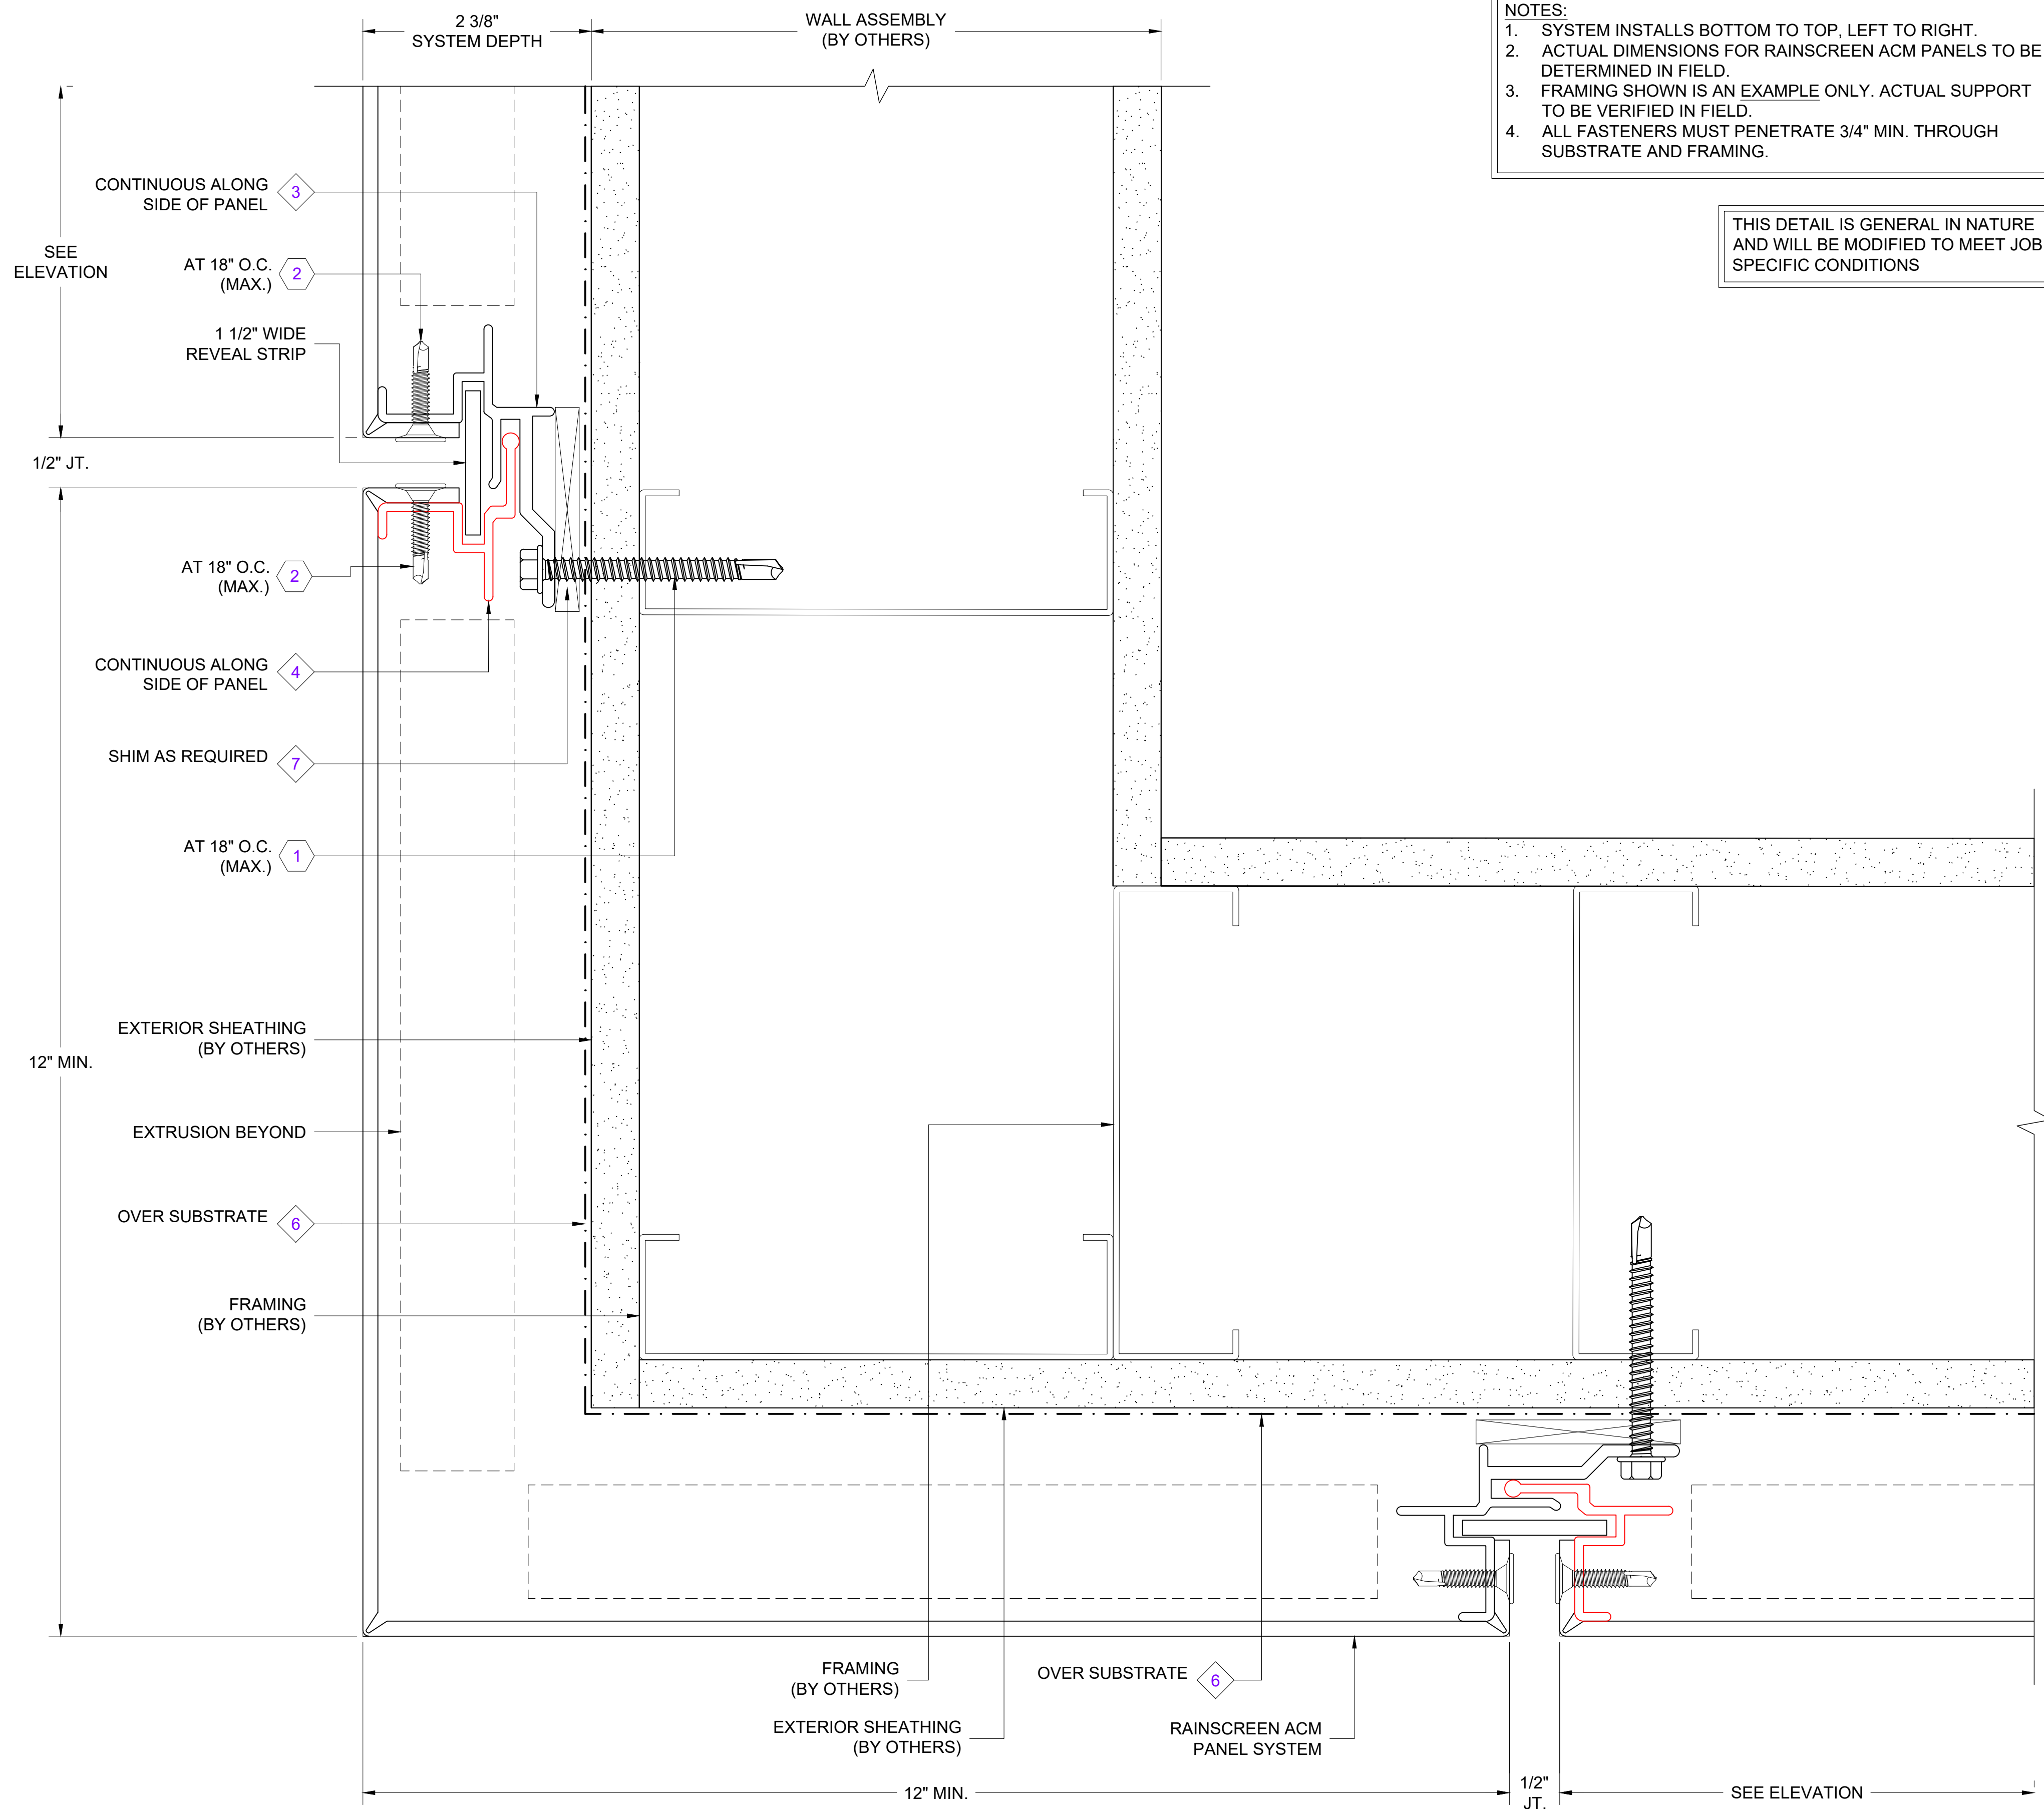 2 3/8"
SYSTEM DEPTH
WALL ASSEMBLY
(BY OTHERS)
NOTES:
1. SYSTEM INSTALLS BOTTOM TO TOP, LEFT TO RIGHT.
2. ACTUAL DIMENSIONS FOR RAINSCREEN ACM PANELS TO BE
DETERMINED IN FIELD.
3. FRAMING SHOWN IS AN EXAMPLE ONLY. ACTUAL SUPPORT
TO BE VERIFIED IN FIELD.
4. ALL FASTENERS MUST PENETRATE 3/4" MIN. THROUGH
SUBSTRATE AND FRAMING.
THIS DETAIL IS GENERAL IN NATURE
AND WILL BE MODIFIED TO MEET JOB
SPECIFIC CONDITIONS
CONTINUOUS ALONG
SIDE OF PANEL
3
SEE
ELEVATION
AT 18" O.C.
(MAX.)
2
1 1/2" WIDE
REVEAL STRIP
1/2" JT.
AT 18" O.C.
(MAX.)
2
CONTINUOUS ALONG
SIDE OF PANEL
4
SHIM AS REQUIRED
7
AT 18" O.C.
(MAX.)
1
EXTERIOR SHEATHING
(BY OTHERS)
12" MIN.
EXTRUSION BEYOND
OVER SUBSTRATE
6
FRAMING
(BY OTHERS)
FRAMING
(BY OTHERS)
OVER SUBSTRATE
6
EXTERIOR SHEATHING
(BY OTHERS)
RAINSCREEN ACM
PANEL SYSTEM
12" MIN.
1/2"
JT.
SEE ELEVATION